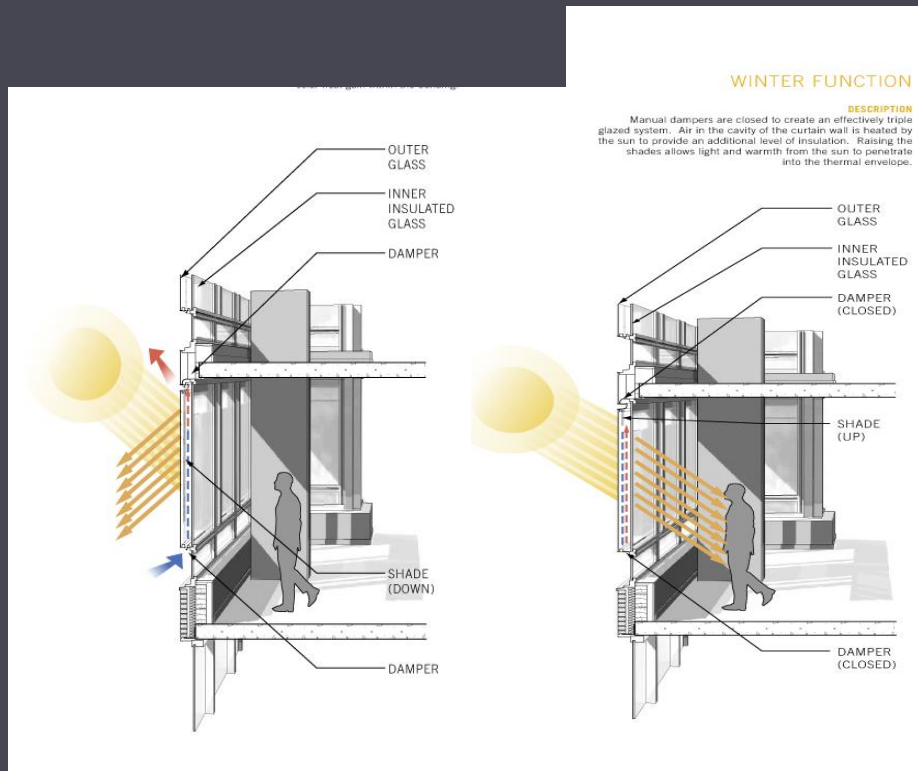 OUTER
GLASS
INNER
INSULATED
GLASS
DAMPER
SHADE
(DOWN)
DAMPER
WINTER FUNCTION
DESCRIPTION
Manual dampers are closed to create an effectively triple
glazed system. Air in the cavity of the curtain wall is heated by
the sun to provide an additional level of insulation. Raising the
shades allows light and warmth from the sun to penetrate
into the thermal envelope.
OUTER
GLASS
INNER
INSULATED
GLASS
DAMPER
(CLOSED)
SHADE
(UP)
DAMPER
(CLOSED)